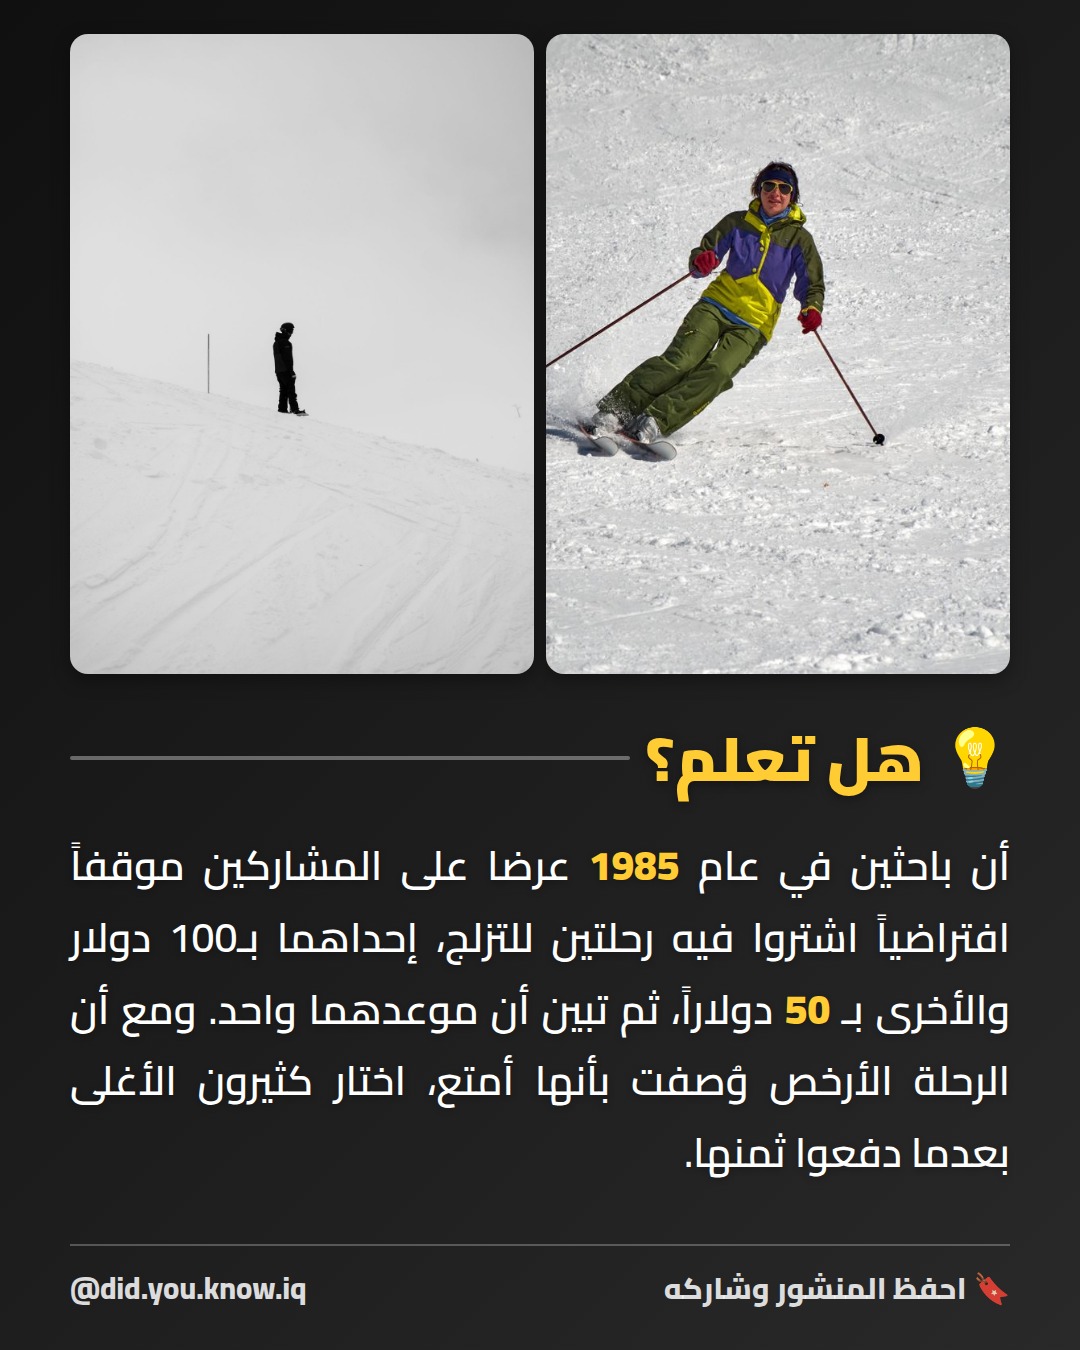 هل تعلم؟
أن باحثين في عام 1985 عرضا على المشاركين موقفاً
افتراضياً اشتروا فيه رحلتين للتزلج، إحداهما بـ100 دولار
والأخرى بـ 50 دولاراً، ثم تبين أن موعدهما واحد. ومع أن
الرحلة الأرخص وُصفت بأنها أمتع، اختار كثيرون الأغلى
بعدما دفعوا ثمنها.
احفظ المنشور وشاركه
@did.you.know.iq